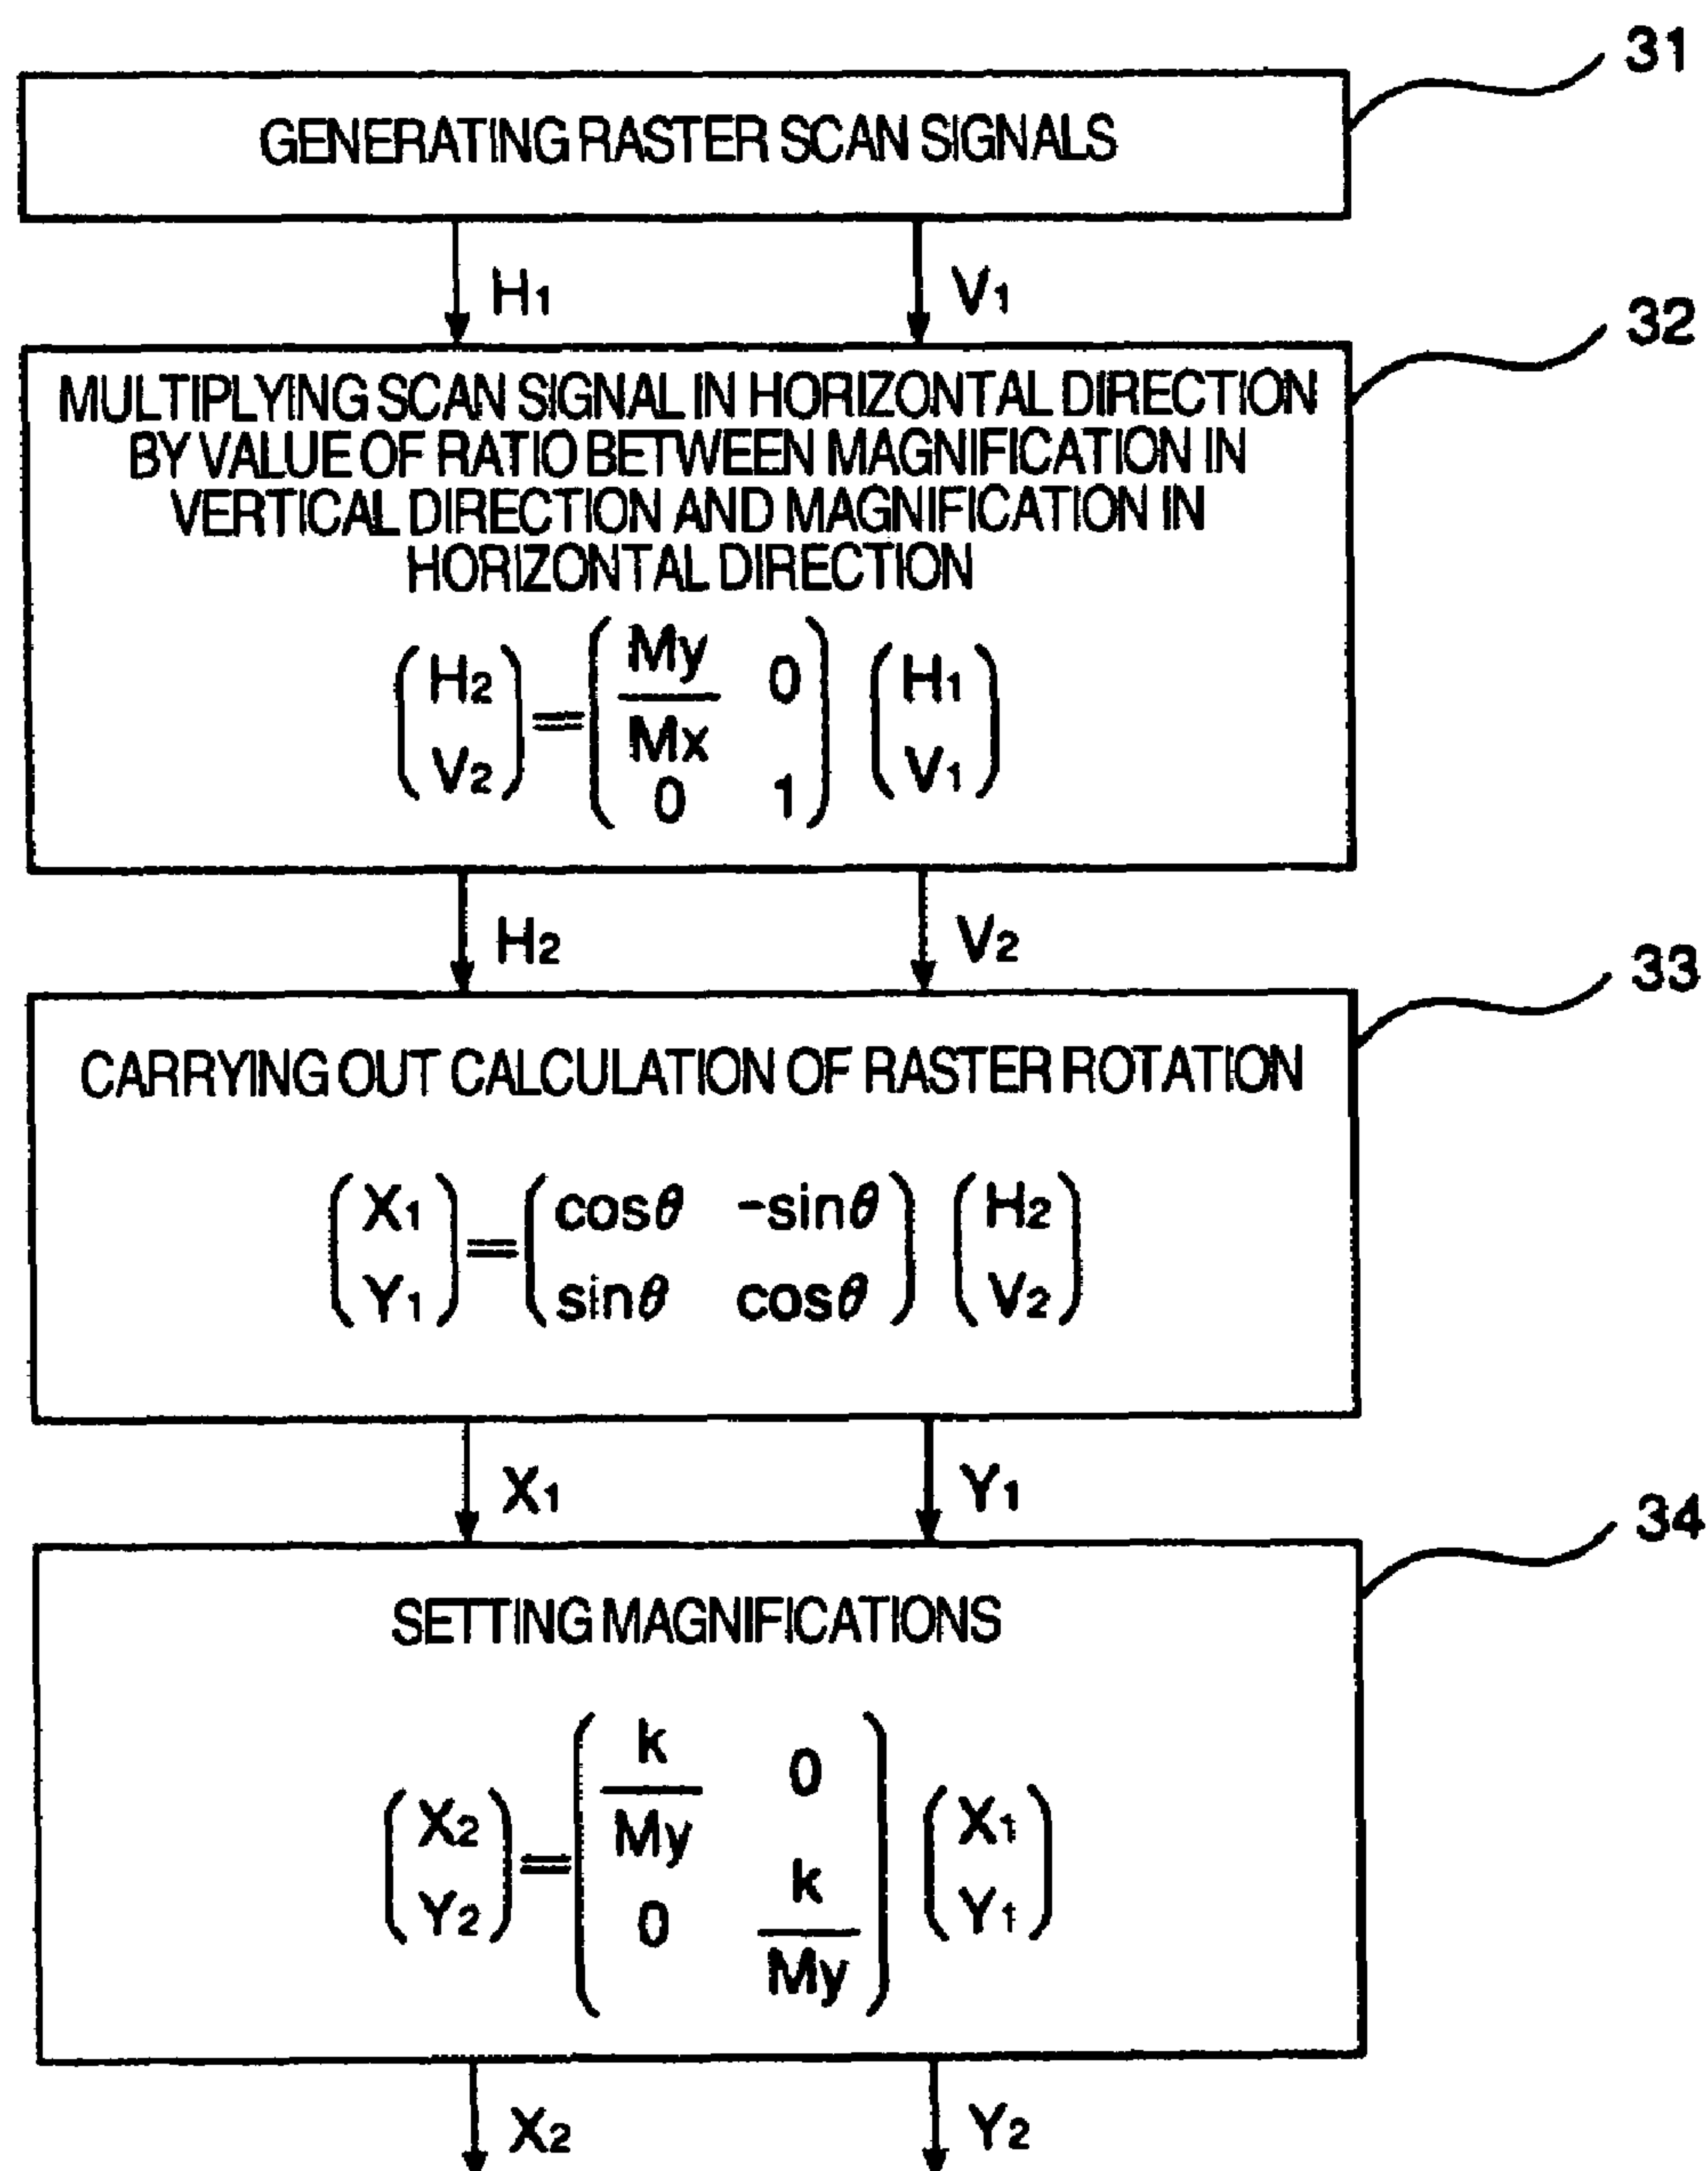 31
GENERATING RASTER SCAN SIGNALS
H1 V1
32
MULTIPLYING SCAN SIGNAL IN HORIZONTAL DIRECTION
BY VALUE OF RATIO BETWEEN MAGNIFICATION IN
VERTICAL DIRECTION AND MAGNIFICATION IN
HORIZONTAL DIRECTION
(H2 V2) = (My/Mx 0 0 1) (H1 V1)
H2 V2
33
CARRYING OUT CALCULATION OF RASTER ROTATION
(X1 Y1) = (cosθ -sinθ sinθ cosθ) (H2 V2)
X1 Y1
34
SETTING MAGNIFICATIONS
(X2 Y2) = (k/My 0 0 k/My) (X1 Y1)
X2 Y2